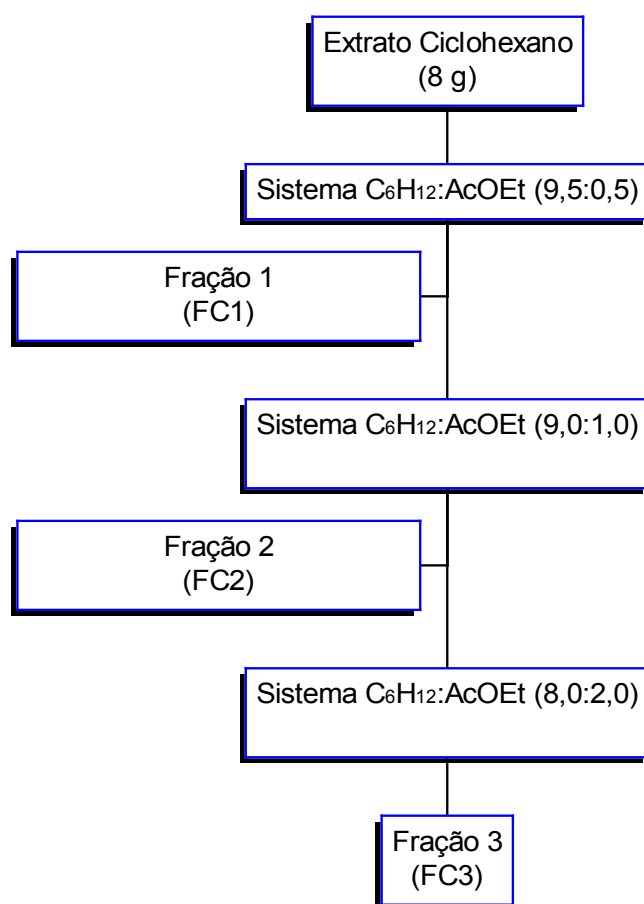 Extrato Ciclohexano
(8 g)
Sistema C₆H₁₂:AcOEt (9,5:0,5)
Fração 1
(FC1)
Sistema C₆H₁₂:AcOEt (9,0:1,0)
Fração 2
(FC2)
Sistema C₆H₁₂:AcOEt (8,0:2,0)
Fração 3
(FC3)